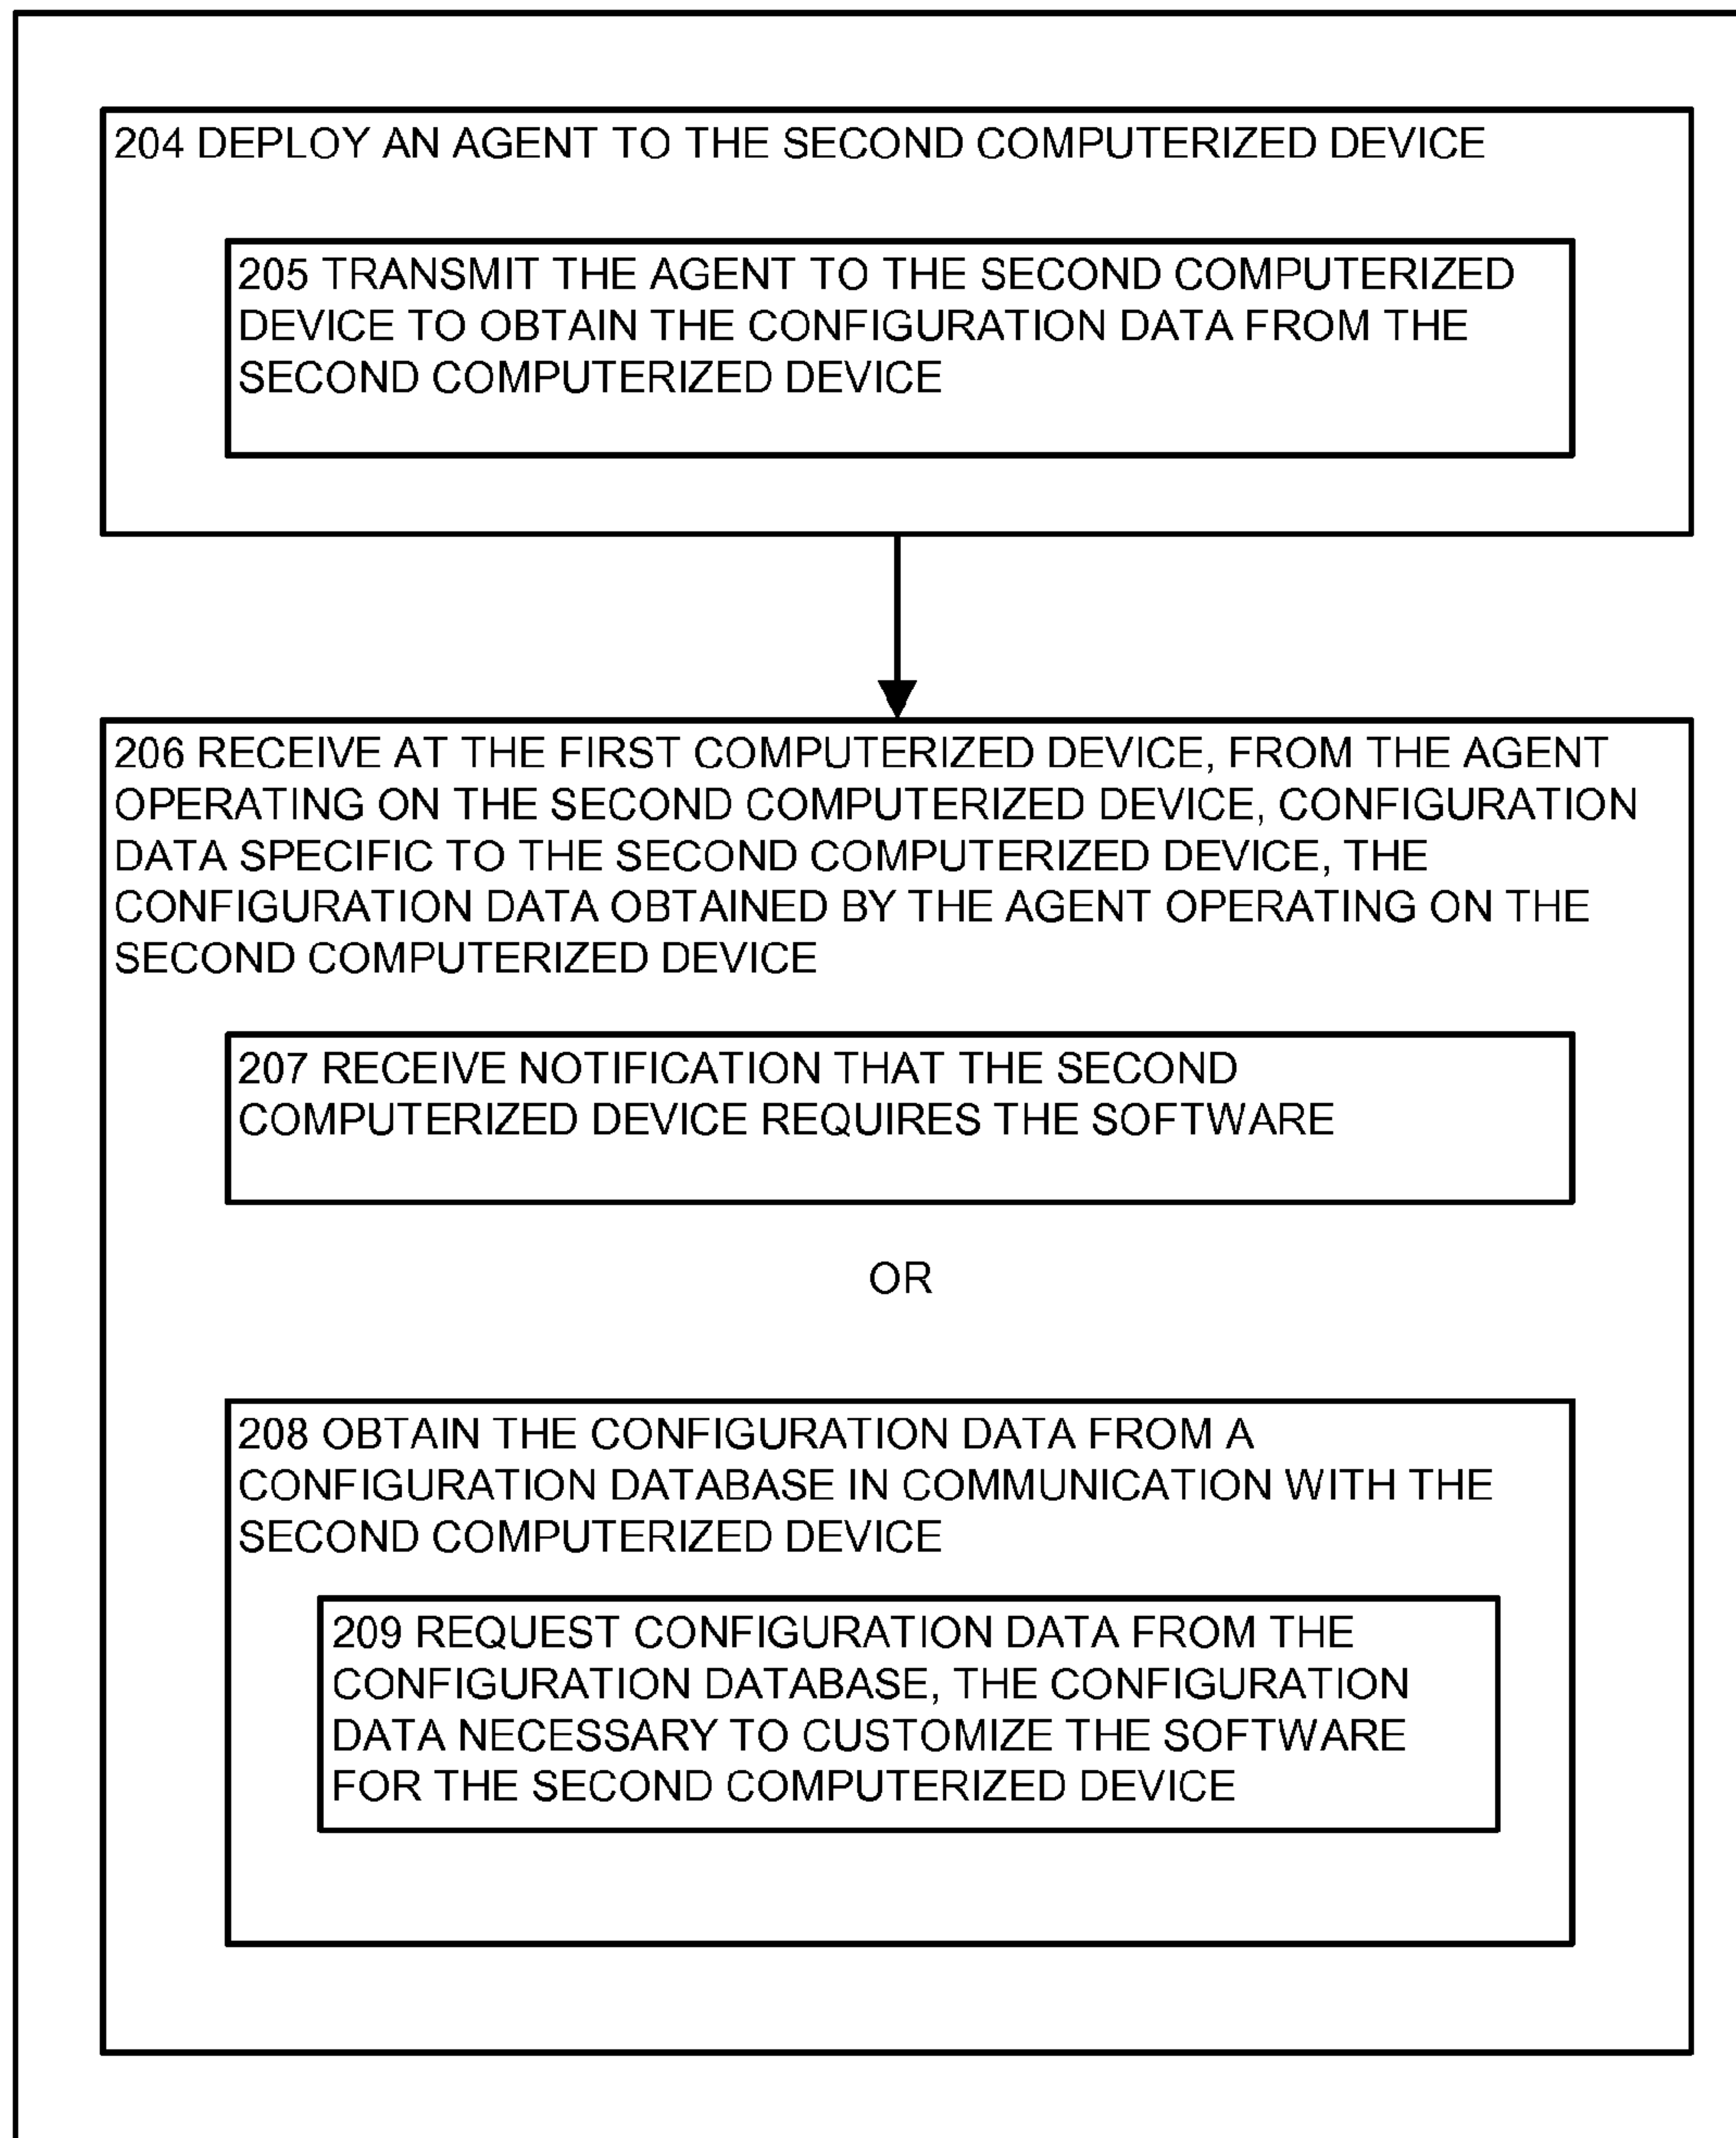 204 DEPLOY AN AGENT TO THE SECOND COMPUTERIZED DEVICE
205 TRANSMIT THE AGENT TO THE SECOND COMPUTERIZED
DEVICE TO OBTAIN THE CONFIGURATION DATA FROM THE
SECOND COMPUTERIZED DEVICE
206 RECEIVE AT THE FIRST COMPUTERIZED DEVICE, FROM THE AGENT
OPERATING ON THE SECOND COMPUTERIZED DEVICE, CONFIGURATION
DATA SPECIFIC TO THE SECOND COMPUTERIZED DEVICE, THE
CONFIGURATION DATA OBTAINED BY THE AGENT OPERATING ON THE
SECOND COMPUTERIZED DEVICE
207 RECEIVE NOTIFICATION THAT THE SECOND
COMPUTERIZED DEVICE REQUIRES THE SOFTWARE
OR
208 OBTAIN THE CONFIGURATION DATA FROM A
CONFIGURATION DATABASE IN COMMUNICATION WITH THE
SECOND COMPUTERIZED DEVICE
209 REQUEST CONFIGURATION DATA FROM THE
CONFIGURATION DATABASE, THE CONFIGURATION
DATA NECESSARY TO CUSTOMIZE THE SOFTWARE
FOR THE SECOND COMPUTERIZED DEVICE